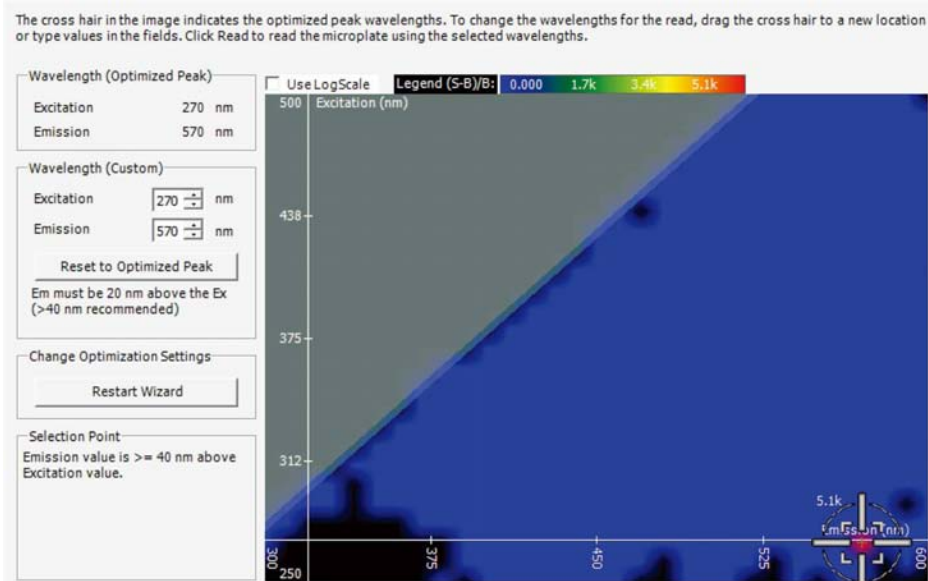 The cross hair in the image indicates the optimized peak wavelengths. To change the wavelengths for the read, drag the cross hair to a new location
or type values in the fields. Click Read to read the microplate using the selected wavelengths.
Wavelength (Optimized Peak)
Excitation 270 nm
Emission 570 nm
Wavelength (Custom)
Excitation 270 nm
Emission 570 nm
Reset to Optimized Peak
Em must be 20 nm above the Ex
(>40 nm recommended)
Change Optimization Settings
Restart Wizard
Selection Point
Emission value is >= 40 nm above
Excitation value.
Use LogScale Legend (S-B)/B: 0.000 1.7k 3.4k 5.1k
500 Excitation (nm)
438
375
312
250
5.1k
Emission (nm)
300 375 450 525 600